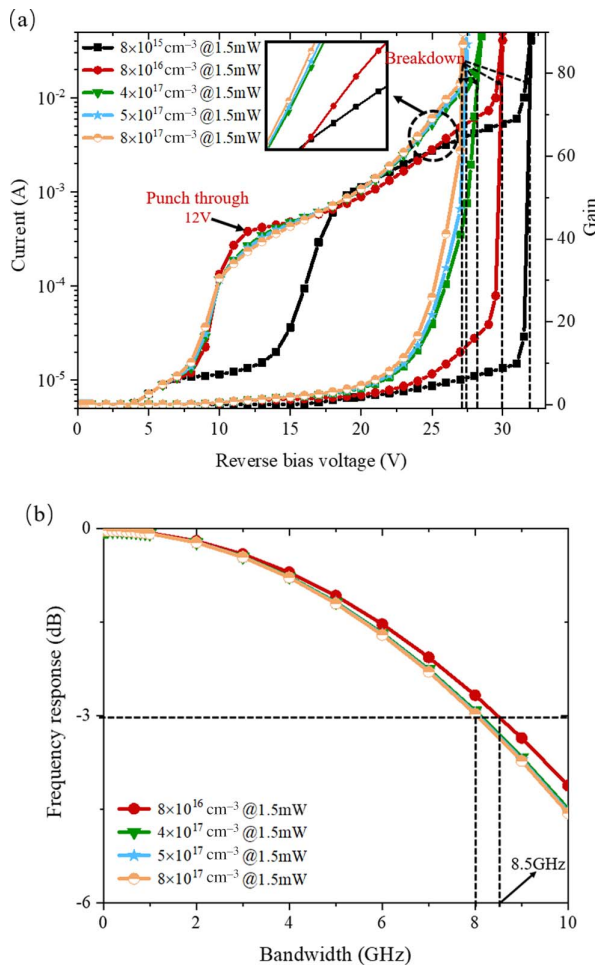 (a)
8×10¹⁵ cm⁻³ @1.5mW
8×10¹⁶ cm⁻³ @1.5mW
4×10¹⁷ cm⁻³ @1.5mW
5×10¹⁷ cm⁻³ @1.5mW
8×10¹⁷ cm⁻³ @1.5mW
Breakdown
Punch through
12V
Current (A)
10⁻²
10⁻³
10⁻⁴
10⁻⁵
Gain
80
60
40
20
0
0 5 10 15 20 25 30
Reverse bias voltage (V)
(b)
Frequency response (dB)
0
-3
-6
8×10¹⁶ cm⁻³ @1.5mW
4×10¹⁷ cm⁻³ @1.5mW
5×10¹⁷ cm⁻³ @1.5mW
8×10¹⁷ cm⁻³ @1.5mW
8.5GHz
0 2 4 6 8 10
Bandwidth (GHz)